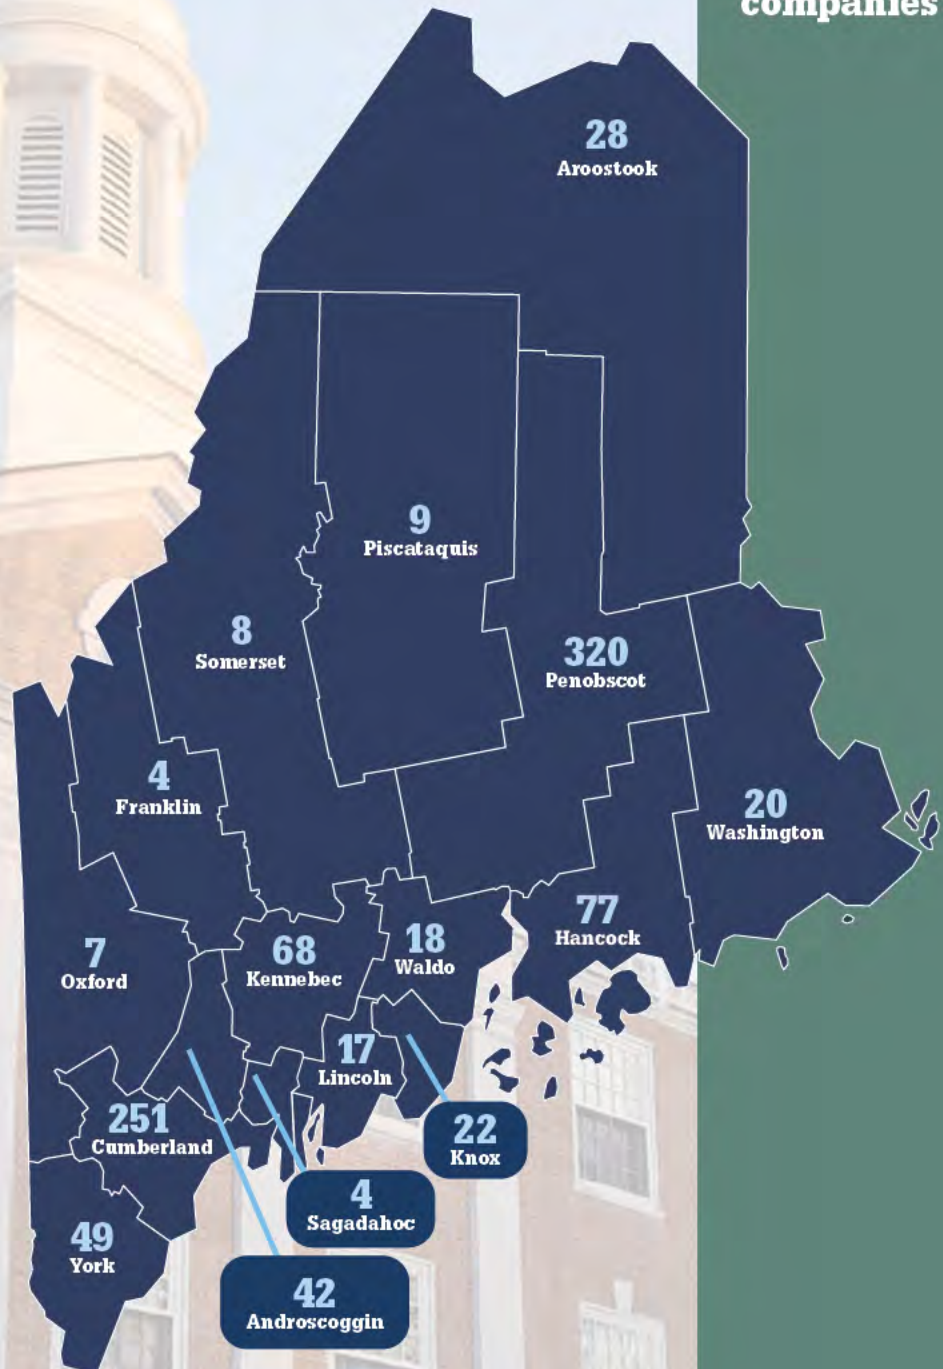 companies
28
Aroostook
9
Piscataquis
8
Somerset
320
Penobscot
4
Franklin
20
Washington
77
Hancock
7
Oxford
68
Kennebec
18
Waldo
17
Lincoln
251
Cumberland
22
Knox
4
Sagadahoc
49
York
42
Androscoggin